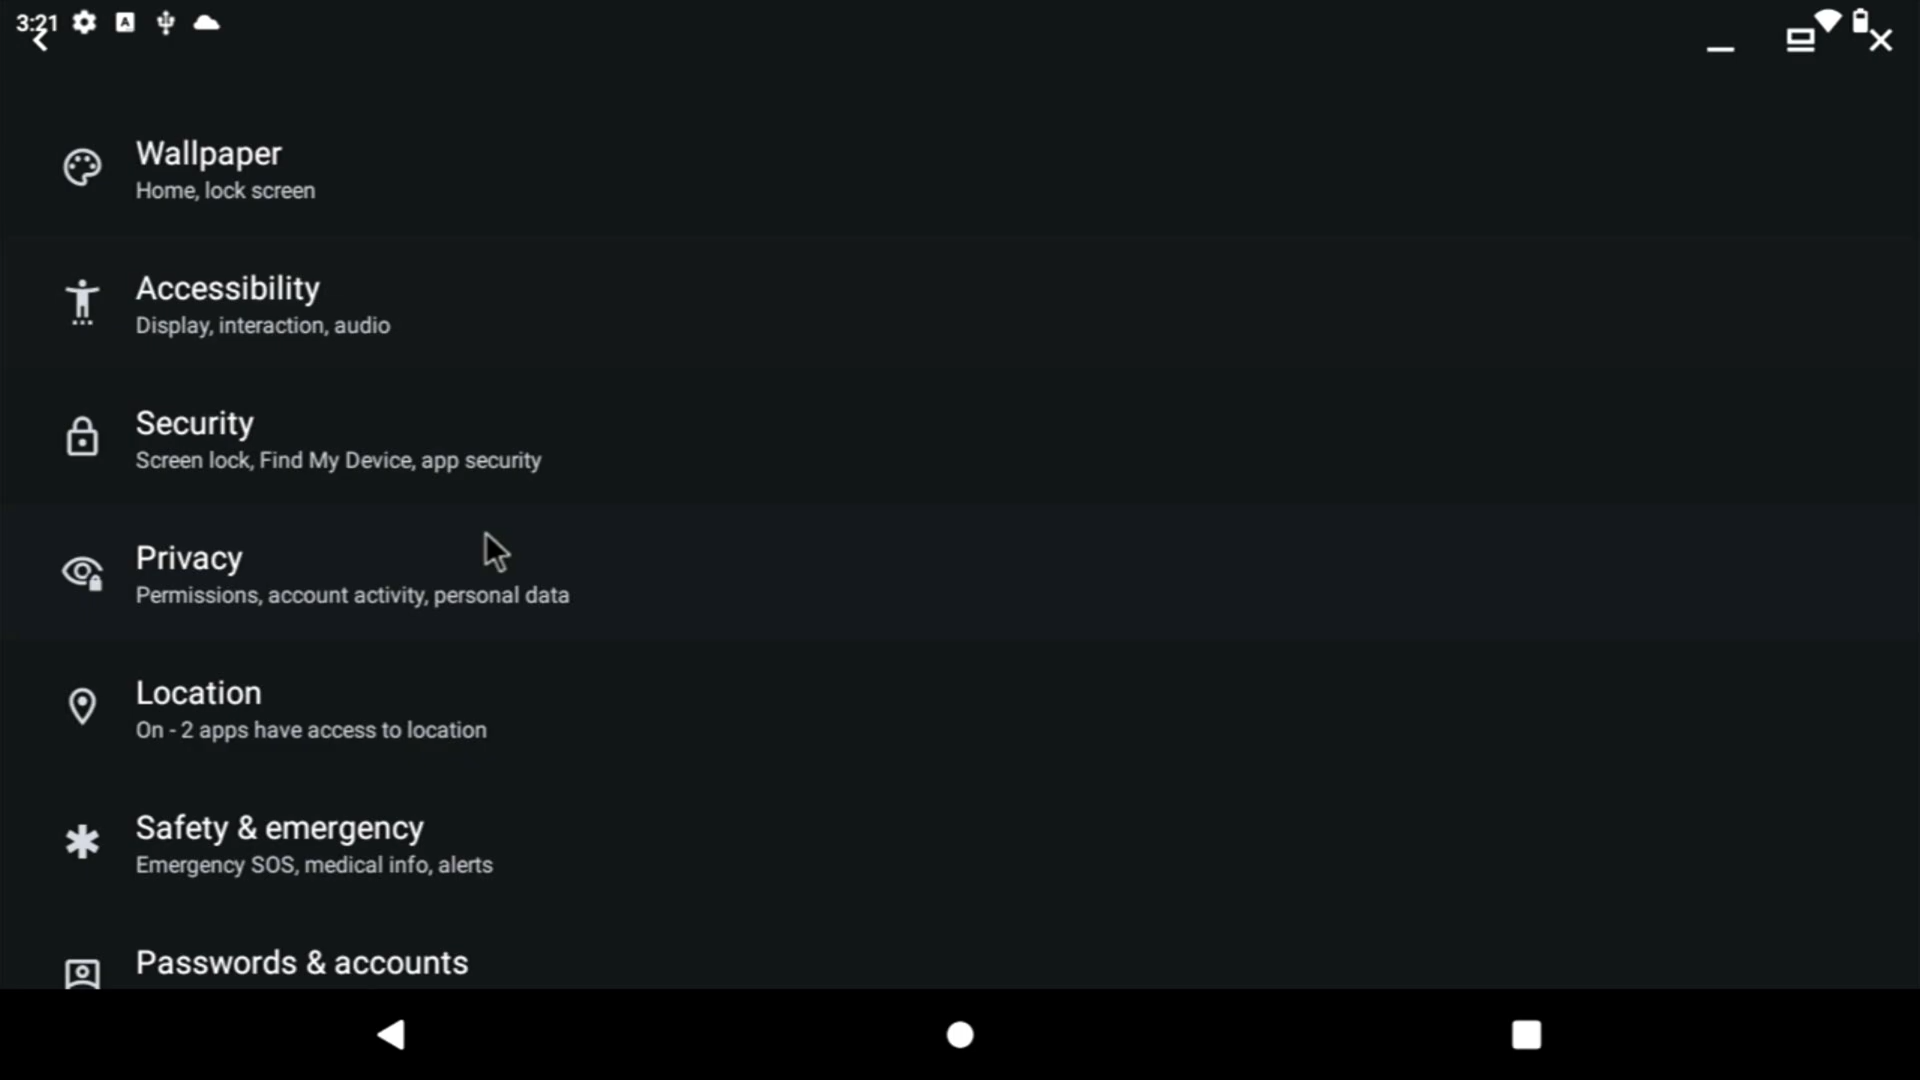 3:21
A
Wallpaper
Home, lock screen
Accessibility
Display, interaction, audio
Security
Screen lock, Find My Device, app security
Privacy
Permissions, account activity, personal data
Location
On - 2 apps have access to location
Safety & emergency
Emergency SOS, medical info, alerts
Passwords & accounts